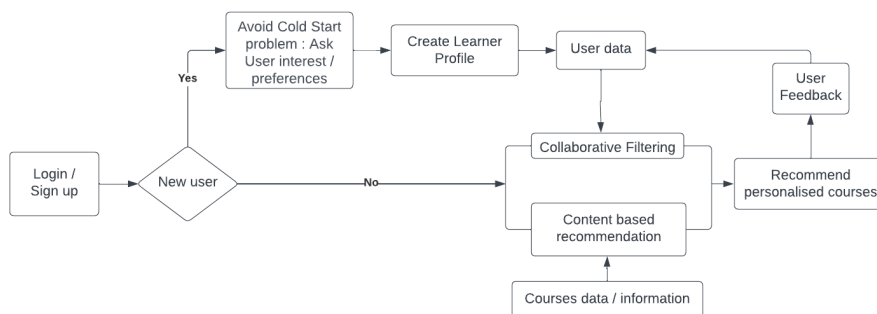 Avoid Cold Start
problem : Ask
User interest /
preferences
Create Learner
Profile
User data
User
Feedback
Yes
Login /
Sign up
New user
No
Collaborative Filtering
Content based
recommendation
Recommend
personalised courses
Courses data / information